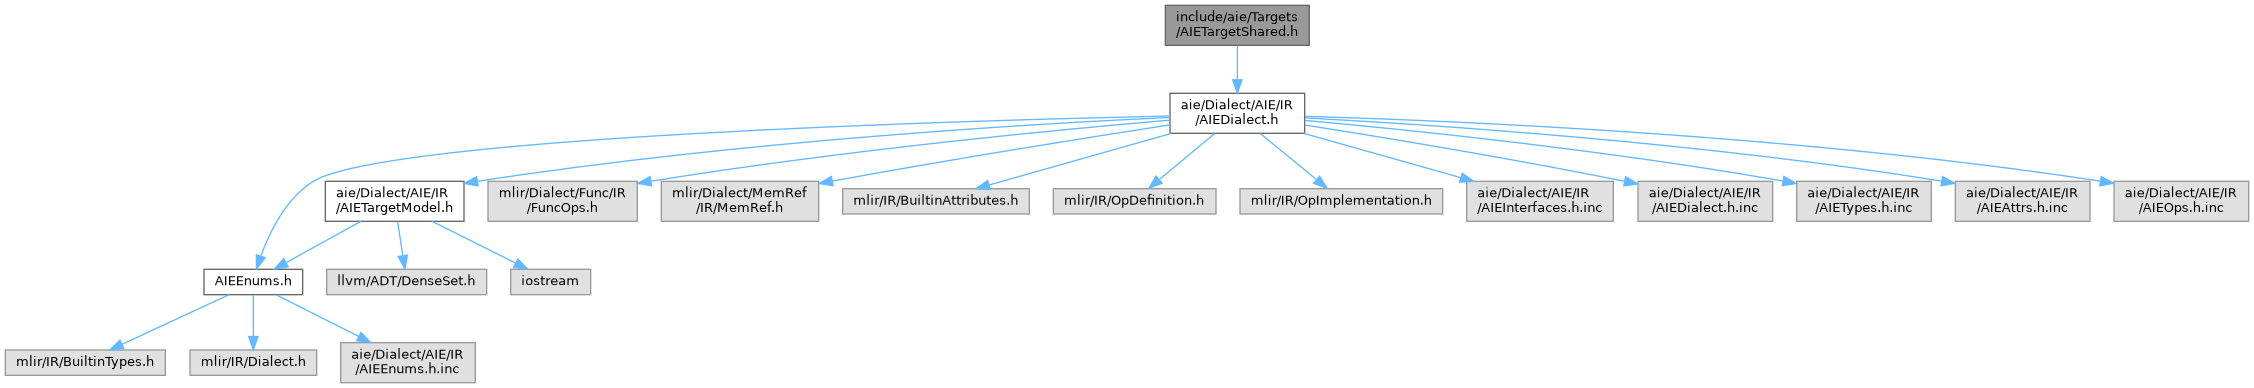 include/aie/Targets
/AIETargetShared.h
aie/Dialect/AIE/IR
/AIEDialect.h
aie/Dialect/AIE/IR
/AIETargetModel.h
mlir/Dialect/Func/IR
/FuncOps.h
mlir/Dialect/MemRef
/IR/MemRef.h
mlir/IR/BuiltinAttributes.h
mlir/IR/OpDefinition.h
mlir/IR/OpImplementation.h
aie/Dialect/AIE/IR
/AIEInterfaces.h.inc
aie/Dialect/AIE/IR
/AIEDialect.h.inc
aie/Dialect/AIE/IR
/AIETypes.h.inc
aie/Dialect/AIE/IR
/AIEAttrs.h.inc
aie/Dialect/AIE/IR
/AIEOps.h.inc
AIEEnums.h
llvm/ADT/DenseSet.h
iostream
mlir/IR/BuiltinTypes.h
mlir/IR/Dialect.h
aie/Dialect/AIE/IR
/AIEEnums.h.inc